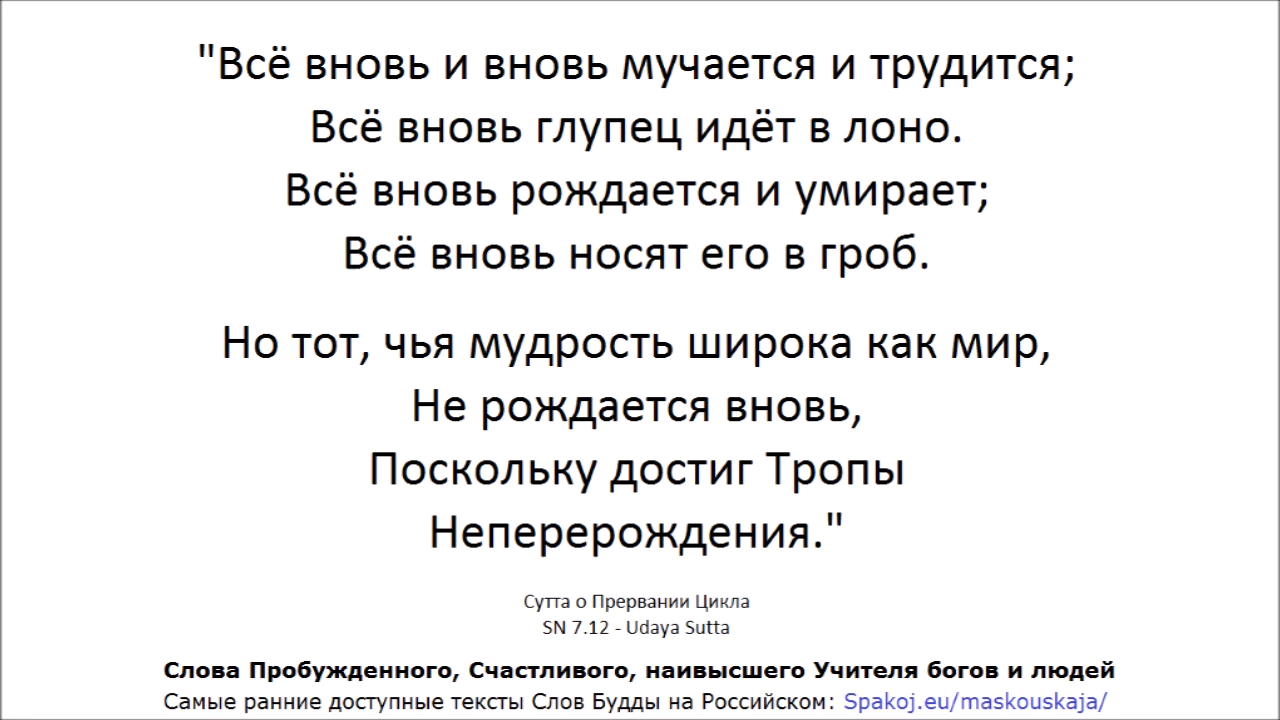 "Всё вновь и вновь мучается и трудится;
Всё вновь глупец идёт в лоно.
Всё вновь рождается и умирает;
Всё вновь носят его в гроб.
Но тот, чья мудрость широка как мир,
Не рождается вновь,
Поскольку достиг Тропы
Неперерождения."
Сутта о Прервании Цикла
SN 7.12 - Udaya Sutta
Слова Пробужденного, Счастливого, наивысшего Учителя богов и людей
Самые ранние доступные тексты Слов Будды на Российском: Spakoj.eu/maskouskaja/